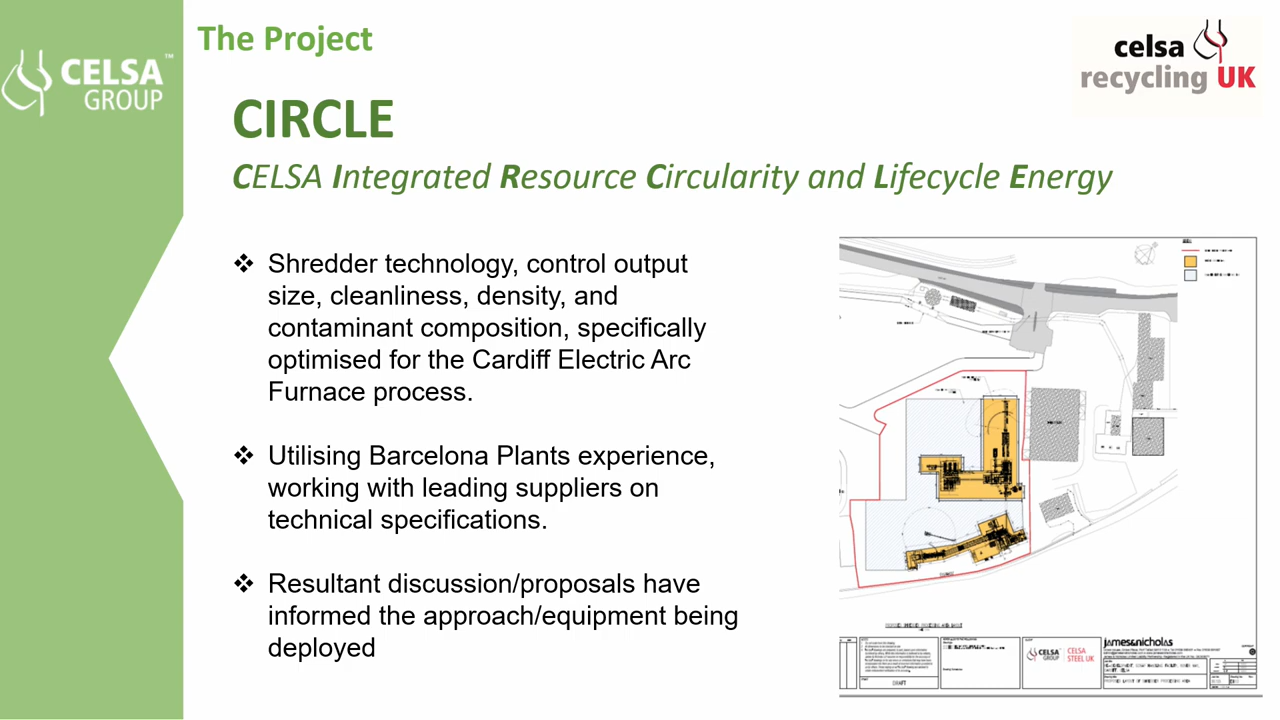 The Project
CELSA™
GROUP
celsa
recycling UK
CIRCLE
CELSA Integrated Resource Circularity and Lifecycle Energy
❖ Shredder technology, control output
size, cleanliness, density, and
contaminant composition, specifically
optimised for the Cardiff Electric Arc
Furnace process.
❖ Utilising Barcelona Plants experience,
working with leading suppliers on
technical specifications.
❖ Resultant discussion/proposals have
informed the approach/equipment being
deployed
DRAFT
CELSA
GROUP
CELSA
STEEL UK
james&nicholas